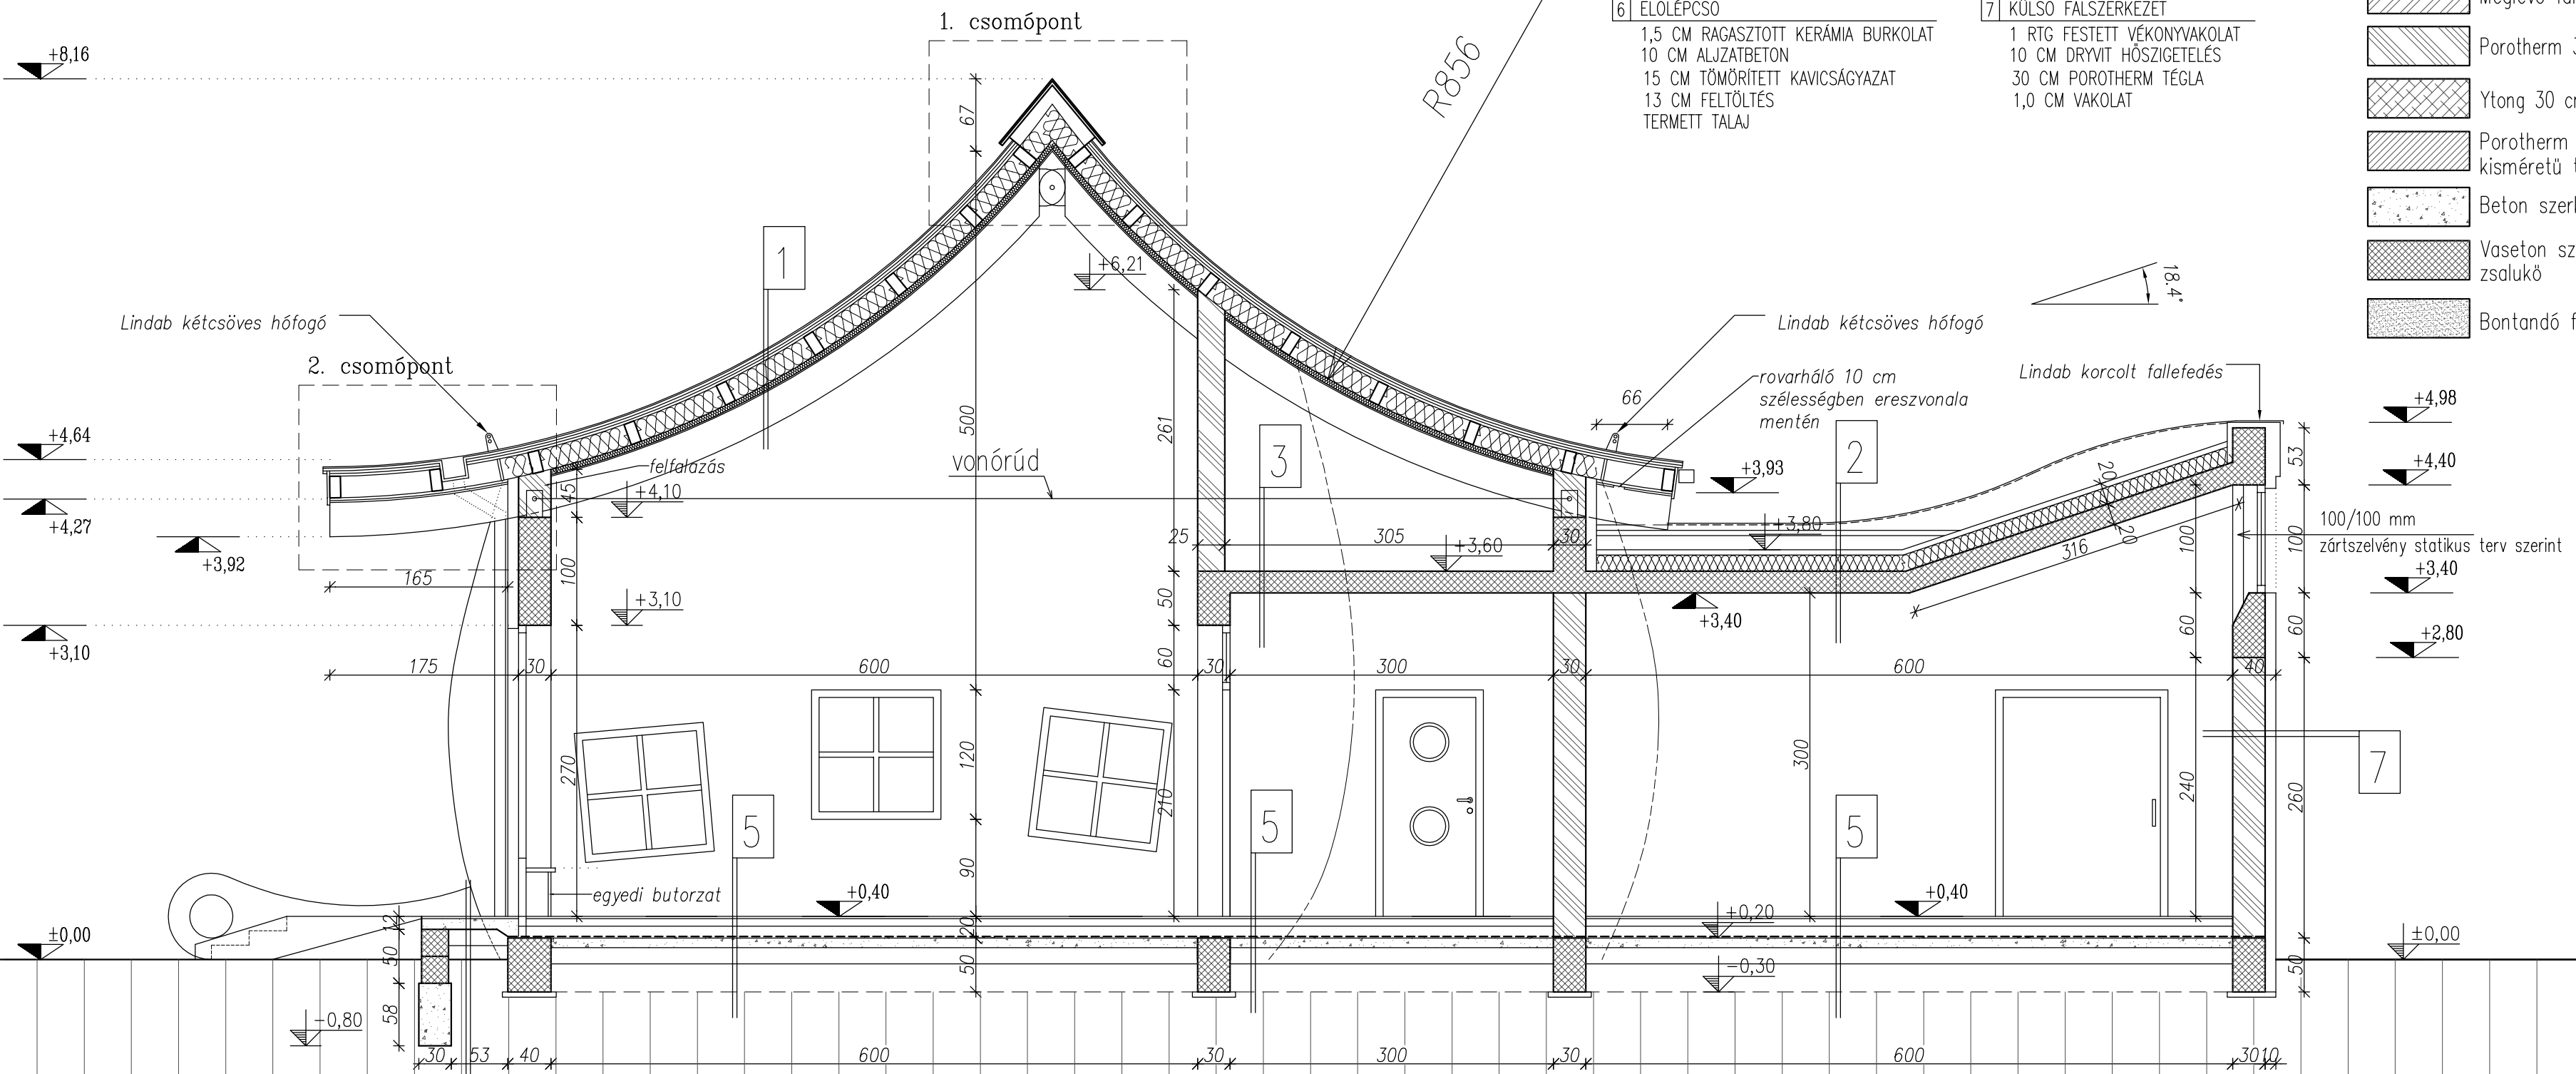 1. csomópont
6 ELŐLÉPCSŐ
1,5 CM RAGASZTOTT KERÁMIA BURKOLAT
10 CM ALJZATBETON
15 CM TÖMÖRÍTETT KAVICSÁGYAZAT
13 CM FELTÖLTÉS
TERMETT TALAJ
7 KÜLSŐ FALSZERKEZET
1 RTG FESTETT VÉKONYVAKOLAT
10 CM DRYVIT HŐSZIGETELÉS
30 CM POROTHERM TÉGLA
1,0 CM VAKOLAT
Porotherm
Ytong 30
Porotherm
kisméretü
Beton
Vaseton
zsalukö
Bontandó
R856
+8,16
67
1
+6,21
18.4°
Lindab kétcsöves hófogó
Lindab kétcsöves hófogó
2. csomópont
Lindab korcolt fallefedés
rovarháló 10 cm
szélességben ereszvonala
mentén
66
+4,64
+4,98
500
261
3
2
53
felfalazás
vonórúd
+3,93
+4,40
45
+4,10
20
20
+4,27
+3,80
100/100 mm
zártszelvény statikus terv szerint
25
305
30
+3,60
316
100
100
+3,92
165
100
+3,40
+3,10
50
+3,40
+3,10
60
60
+2,80
175
30
600
60
30
300
30
600
40
270
120
210
300
240
260
7
5
5
5
90
egyedi butorzat
+0,40
+0,40
12
20
+0,20
±0,00
±0,00
50
50
-0,30
50
58
-0,80
30
53
40
600
30
300
30
600
30
10